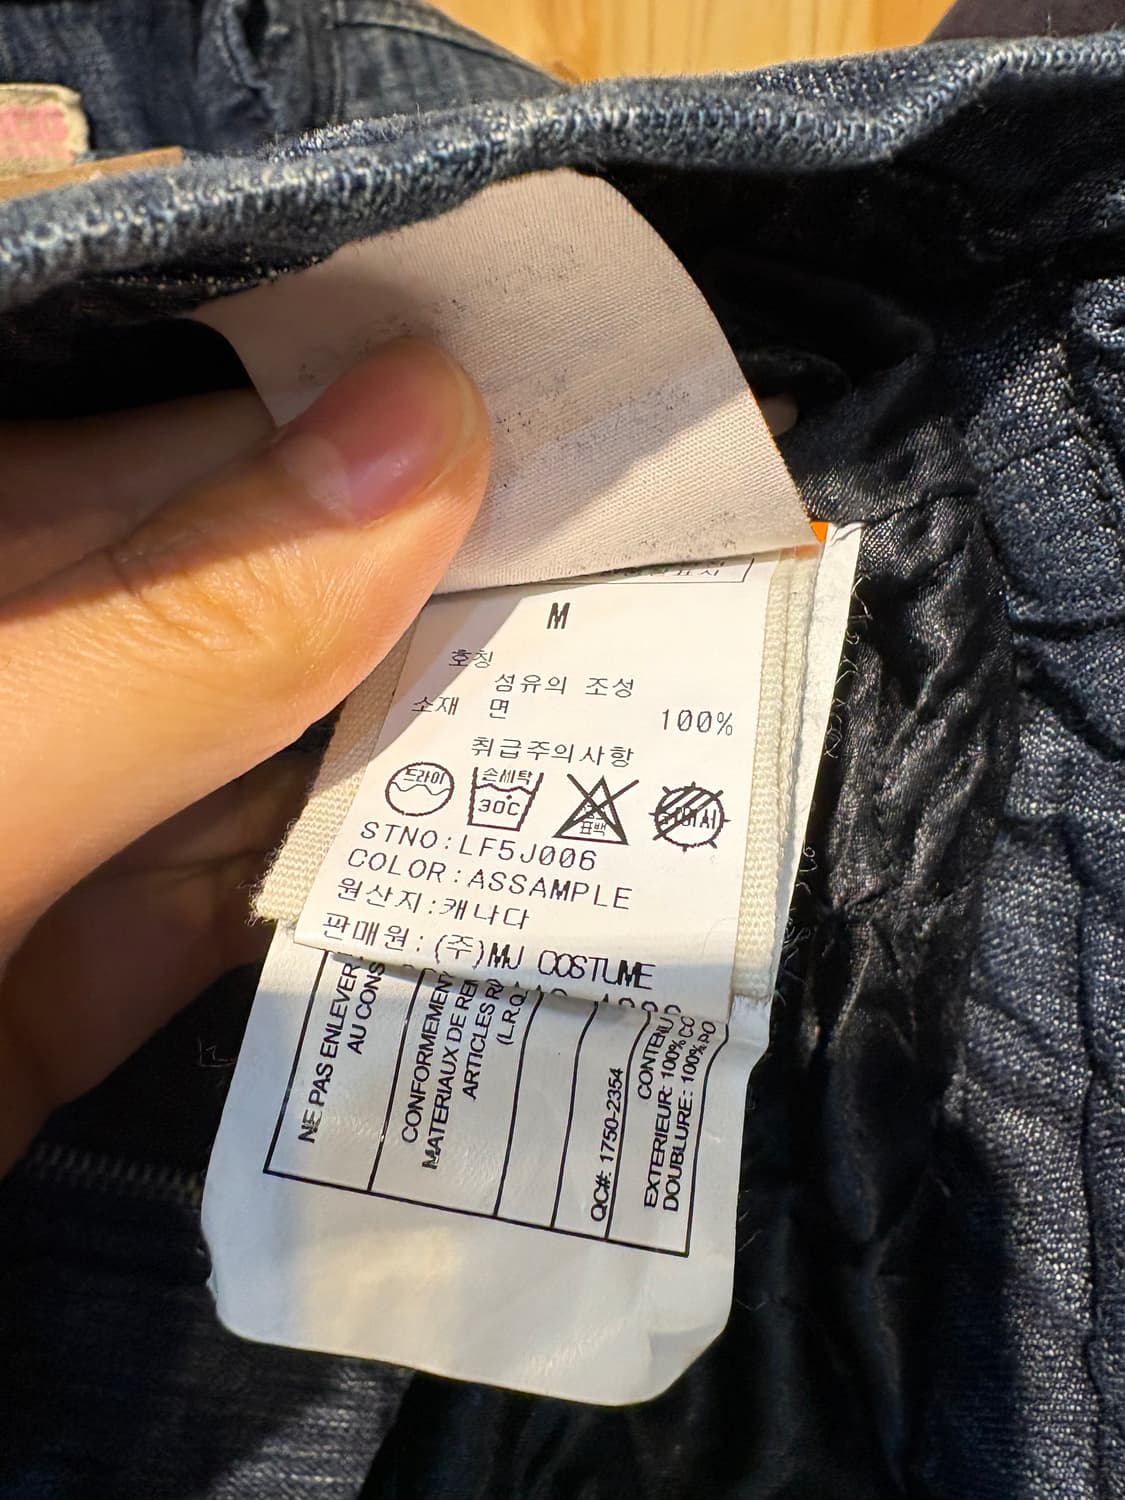 M
호칭
섬유의 조성
소재 면 100%
취급주의사항
드라이
손세탁
30℃
표백
STNO:LF5J006
COLOR:ASSAMPLE
원산지:캐나다
판매원:(주)MJ COSTUME
NE PAS ENLEVER
AU CONS
CONFORMEMENT
MATERIAUX DE REM
ARTICLES R
(L.R.Q.
QC#: 1750-2354
CONTENU
EXTERIEUR: 100% CO
DOUBLURE: 100% PO